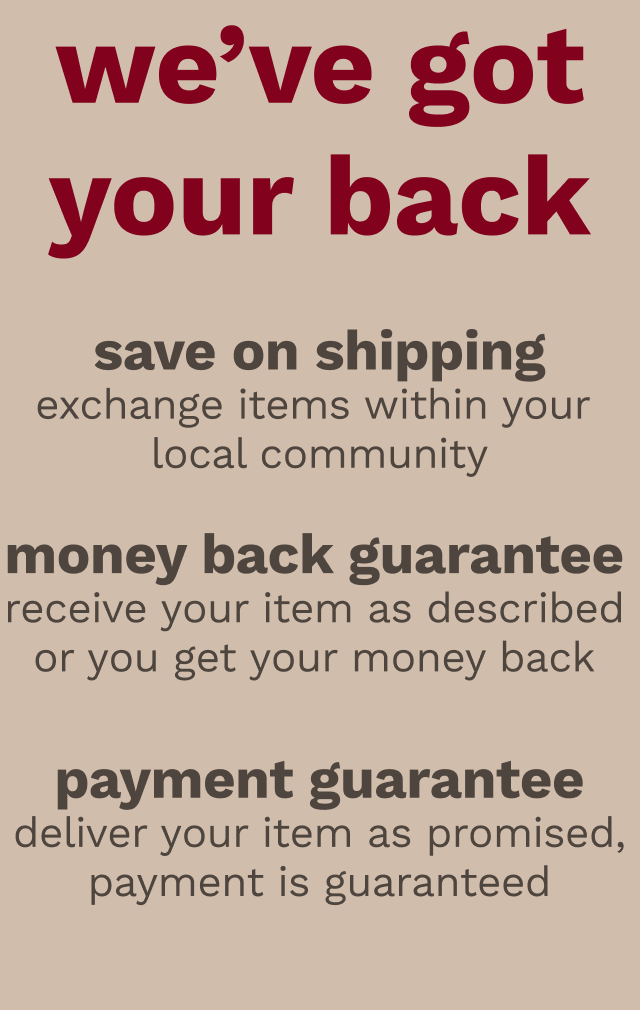 we’ve got
your back
save on shipping
exchange items within your
local community
money back guarantee
receive your item as described
or you get your money back
payment guarantee
deliver your item as promised,
payment is guaranteed